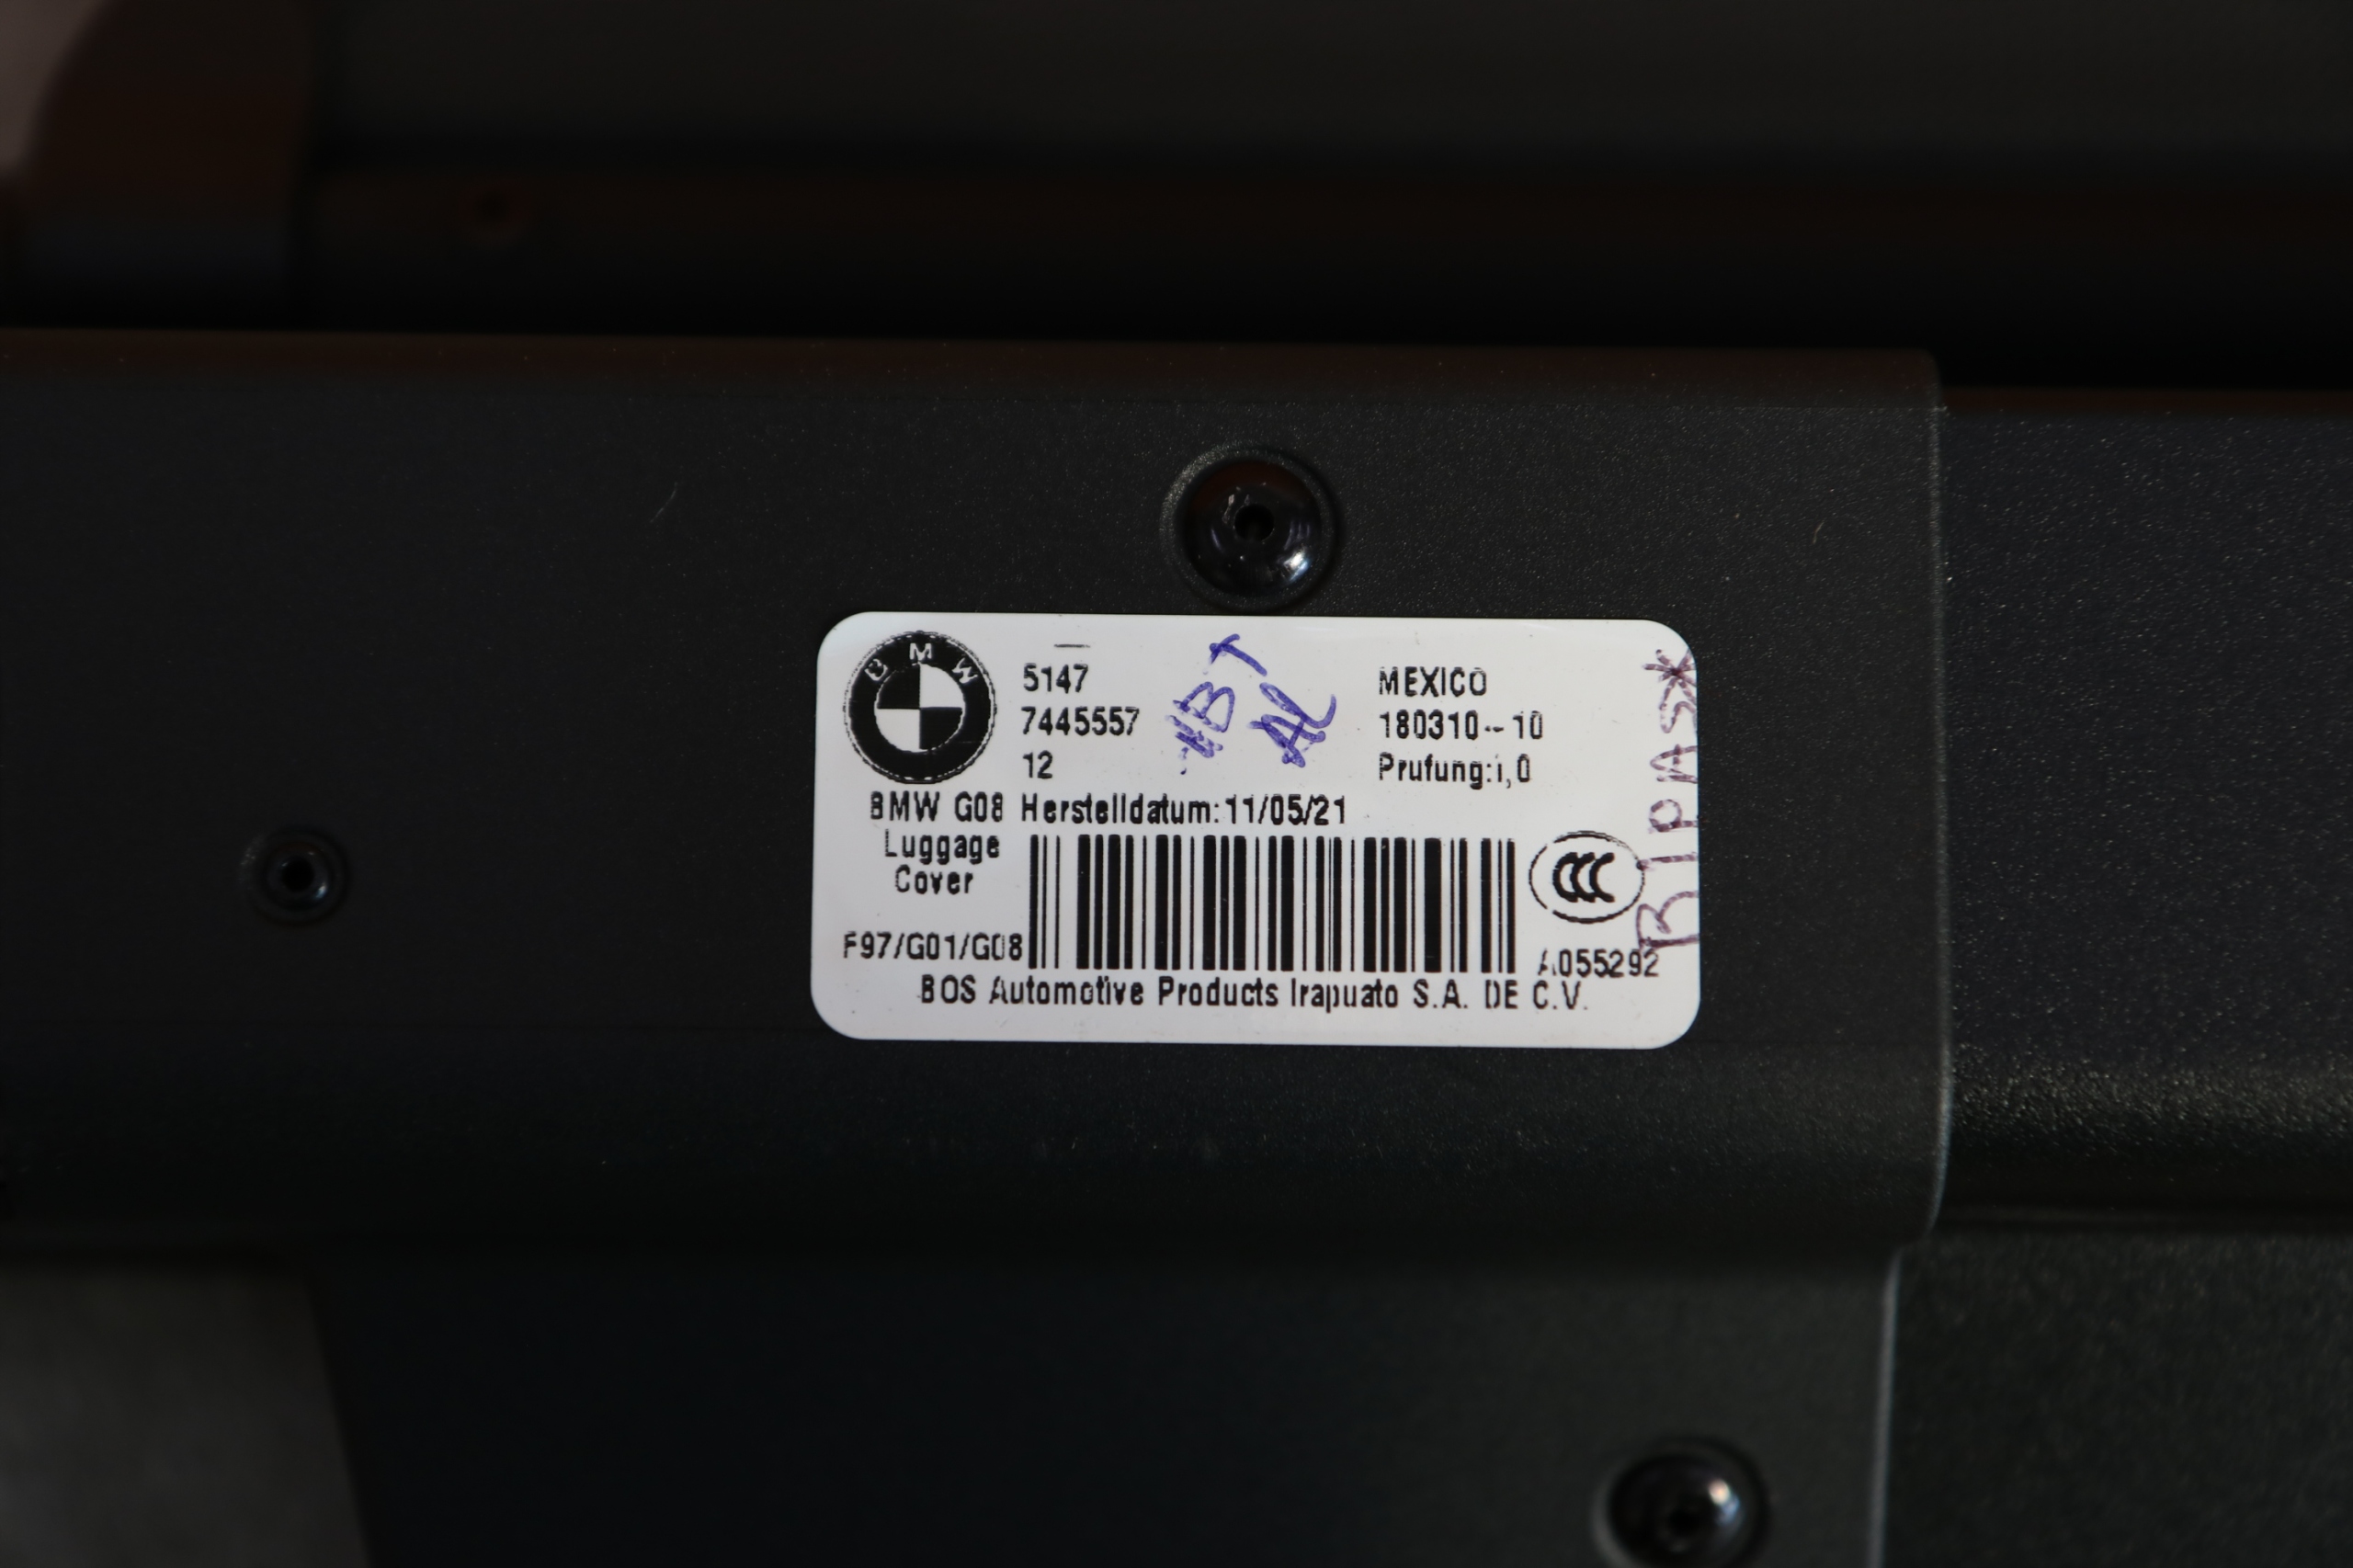 BMW
5147
7445557
12
MEXICO
180310--10
Prufung:i,0
BMW G08
Luggage
Cover
Herstelldatum:11/05/21
F97/G01/G08
A055292
BOS Automotive Products Irapuato S.A. DE C.V.